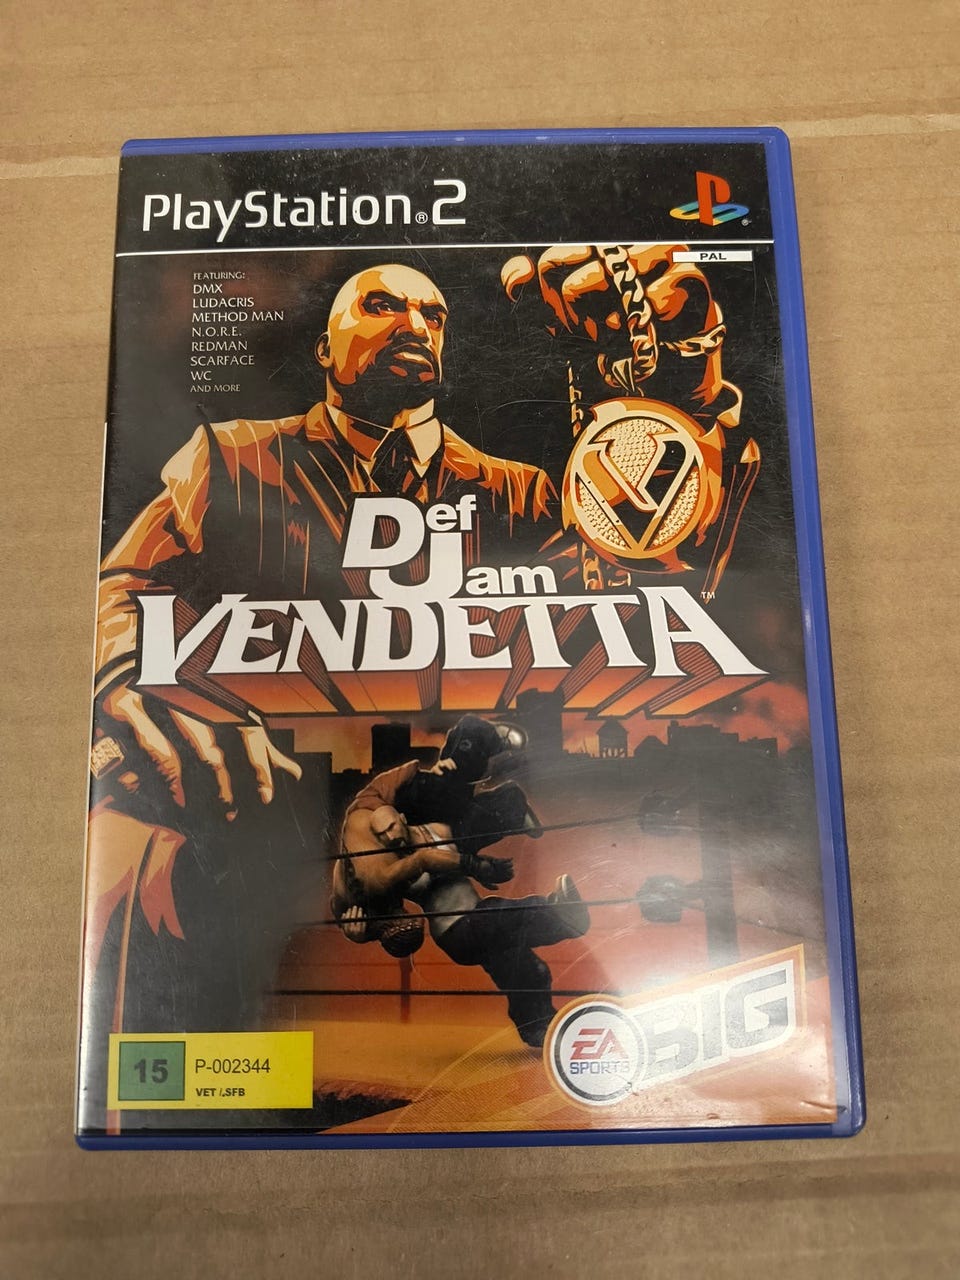 PlayStation®2
PAL
FEATURING:
DMX
LUDACRIS
METHOD MAN
N.O.R.E.
REDMAN
SCARFACE
WC
AND MORE
Def
Jam
VENDETTA™
EA
SPORTS
BIG
15
P-002344
VET /.SFB